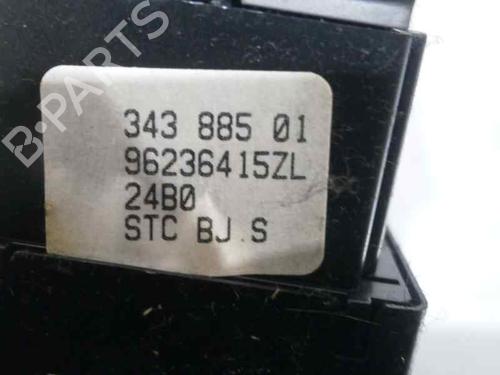 B-PARTS
343 885 01
96236415ZL
24B0
STC BJ.S